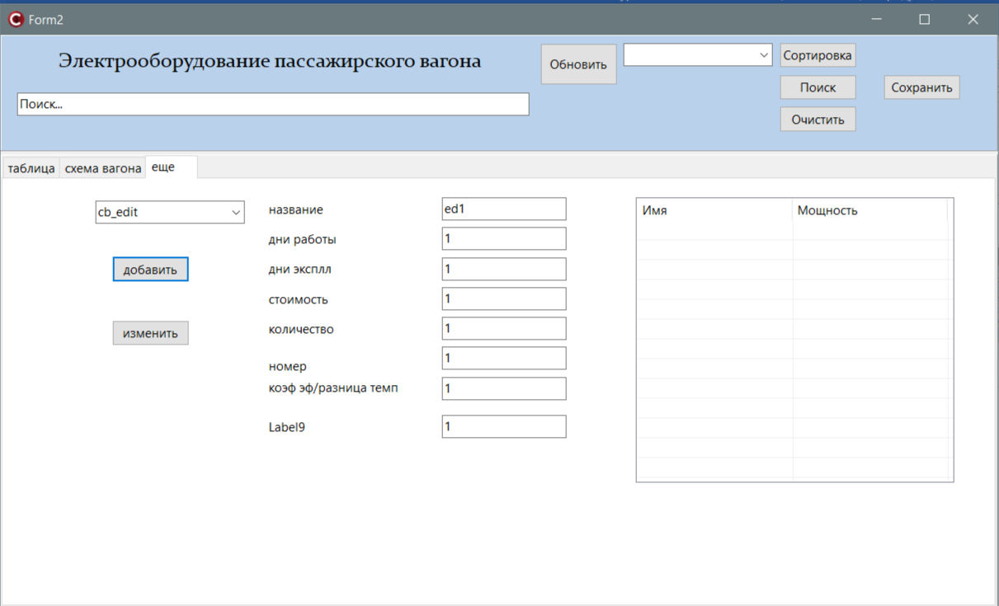 Form2
Электрооборудование пассажирского вагона
Обновить
Сортировка
Поиск...
Поиск
Сохранить
Очистить
таблица
схема вагона
еще
cb_edit
название
ed1
Имя
Мощность
дни работы
1
добавить
дни эксплл
1
стоимость
1
изменить
количество
1
номер
1
коэф эф/разница темп
1
Label9
1